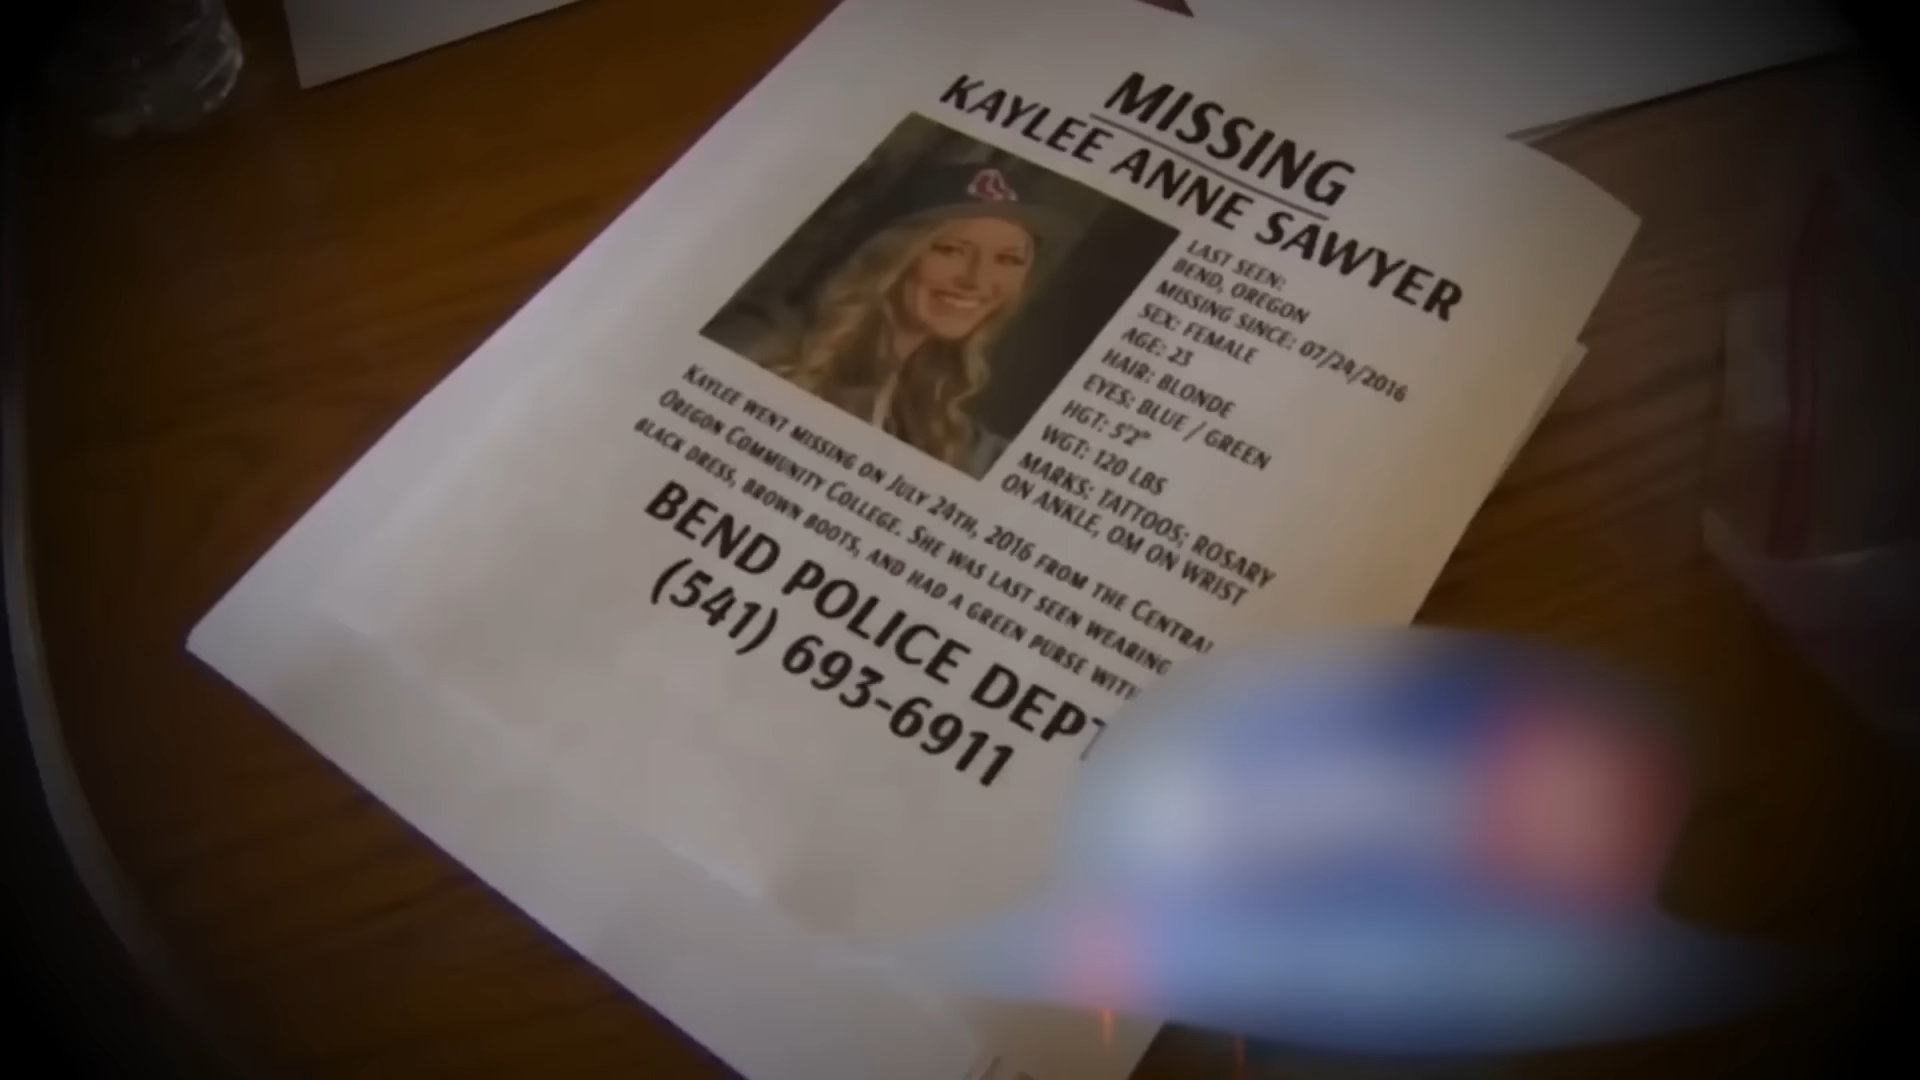 MISSING
KAYLEE ANNE SAWYER
LAST SEEN:
BEND, OREGON
MISSING SINCE: 07/24/2016
SEX: FEMALE
AGE: 23
HAIR: BLONDE
EYES: BLUE / GREEN
HGT: 5'2"
WGT: 120 LBS
MARKS: TATTOOS; ROSARY
ON ANKLE, OM ON WRIST
KAYLEE WENT MISSING ON JULY 24TH, 2016 FROM THE CENTRAL
OREGON COMMUNITY COLLEGE. SHE WAS LAST SEEN WEARING
BLACK DRESS, BROWN BOOTS, AND HAD A GREEN PURSE WITH
BEND POLICE DEPT
(541) 693-6911